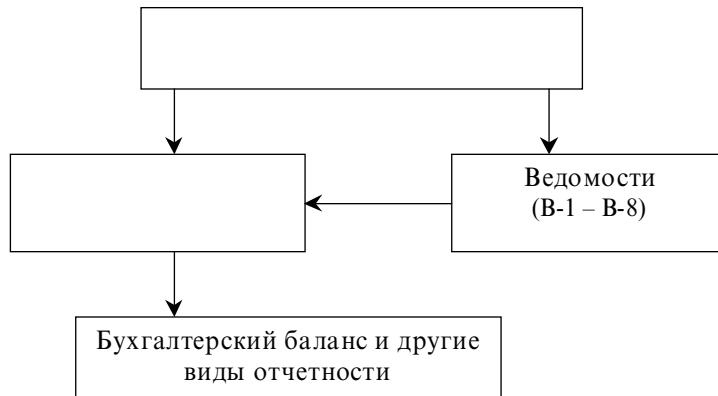 Ведомости
(В-1 – В-8)
Бухгалтерский баланс и другие
виды отчетности